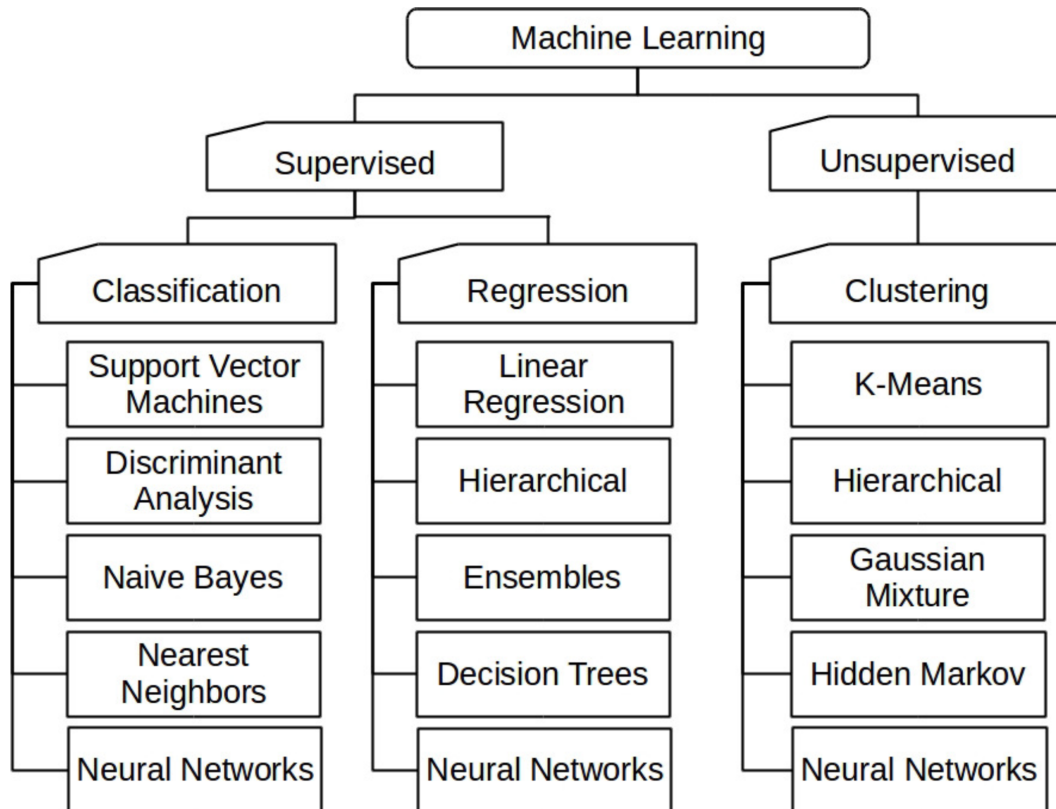 Machine Learning
Supervised
Unsupervised
Classification
Regression
Clustering
Support Vector
Machines
Linear
Regression
K-Means
Discriminant
Analysis
Hierarchical
Hierarchical
Naive Bayes
Ensembles
Gaussian
Mixture
Nearest
Neighbors
Decision Trees
Hidden Markov
Neural Networks
Neural Networks
Neural Networks